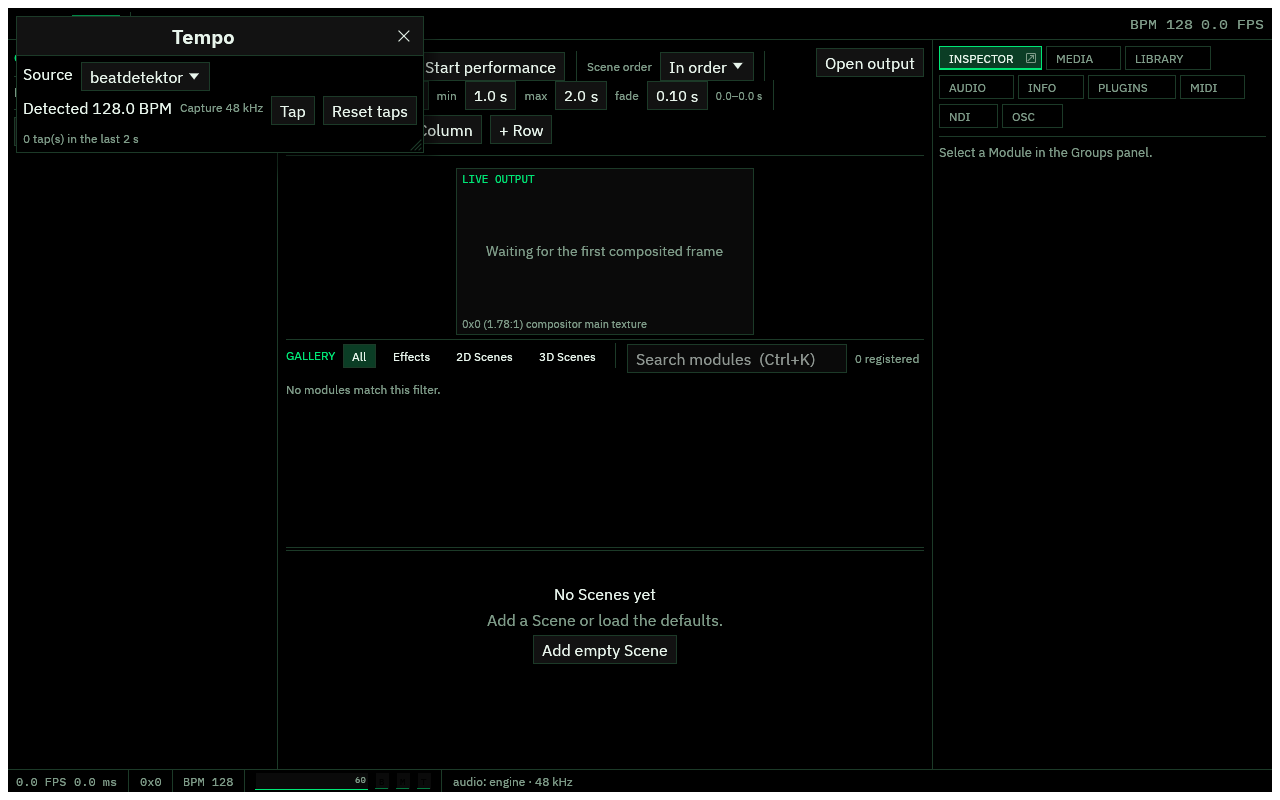 BPM 128 0.0 FPS
Tempo
Source beatdetektor
Detected 128.0 BPM Capture 48 kHz Tap Reset taps
0 tap(s) in the last 2 s
Start performance Scene order In order Open output
min 1.0 s max 2.0 s fade 0.10 s 0.0–0.0 s
Column + Row
INSPECTOR MEDIA LIBRARY
AUDIO INFO PLUGINS MIDI
NDI OSC
Select a Module in the Groups panel.
LIVE OUTPUT
Waiting for the first composited frame
0x0 (1.78:1) compositor main texture
GALLERY All Effects 2D Scenes 3D Scenes Search modules (Ctrl+K) 0 registered
No modules match this filter.
No Scenes yet
Add a Scene or load the defaults.
Add empty Scene
0.0 FPS 0.0 ms 0x0 BPM 128 60 audio: engine · 48 kHz